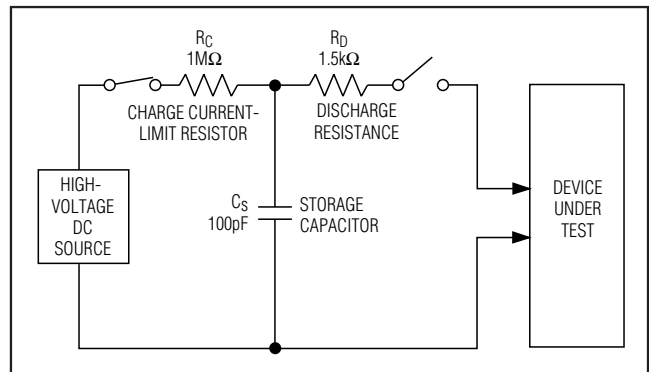 R_C
1MΩ
CHARGE CURRENT-
LIMIT RESISTOR
R_D
1.5kΩ
DISCHARGE
RESISTANCE
HIGH-
VOLTAGE
DC
SOURCE
C_S
100pF
STORAGE
CAPACITOR
DEVICE
UNDER
TEST